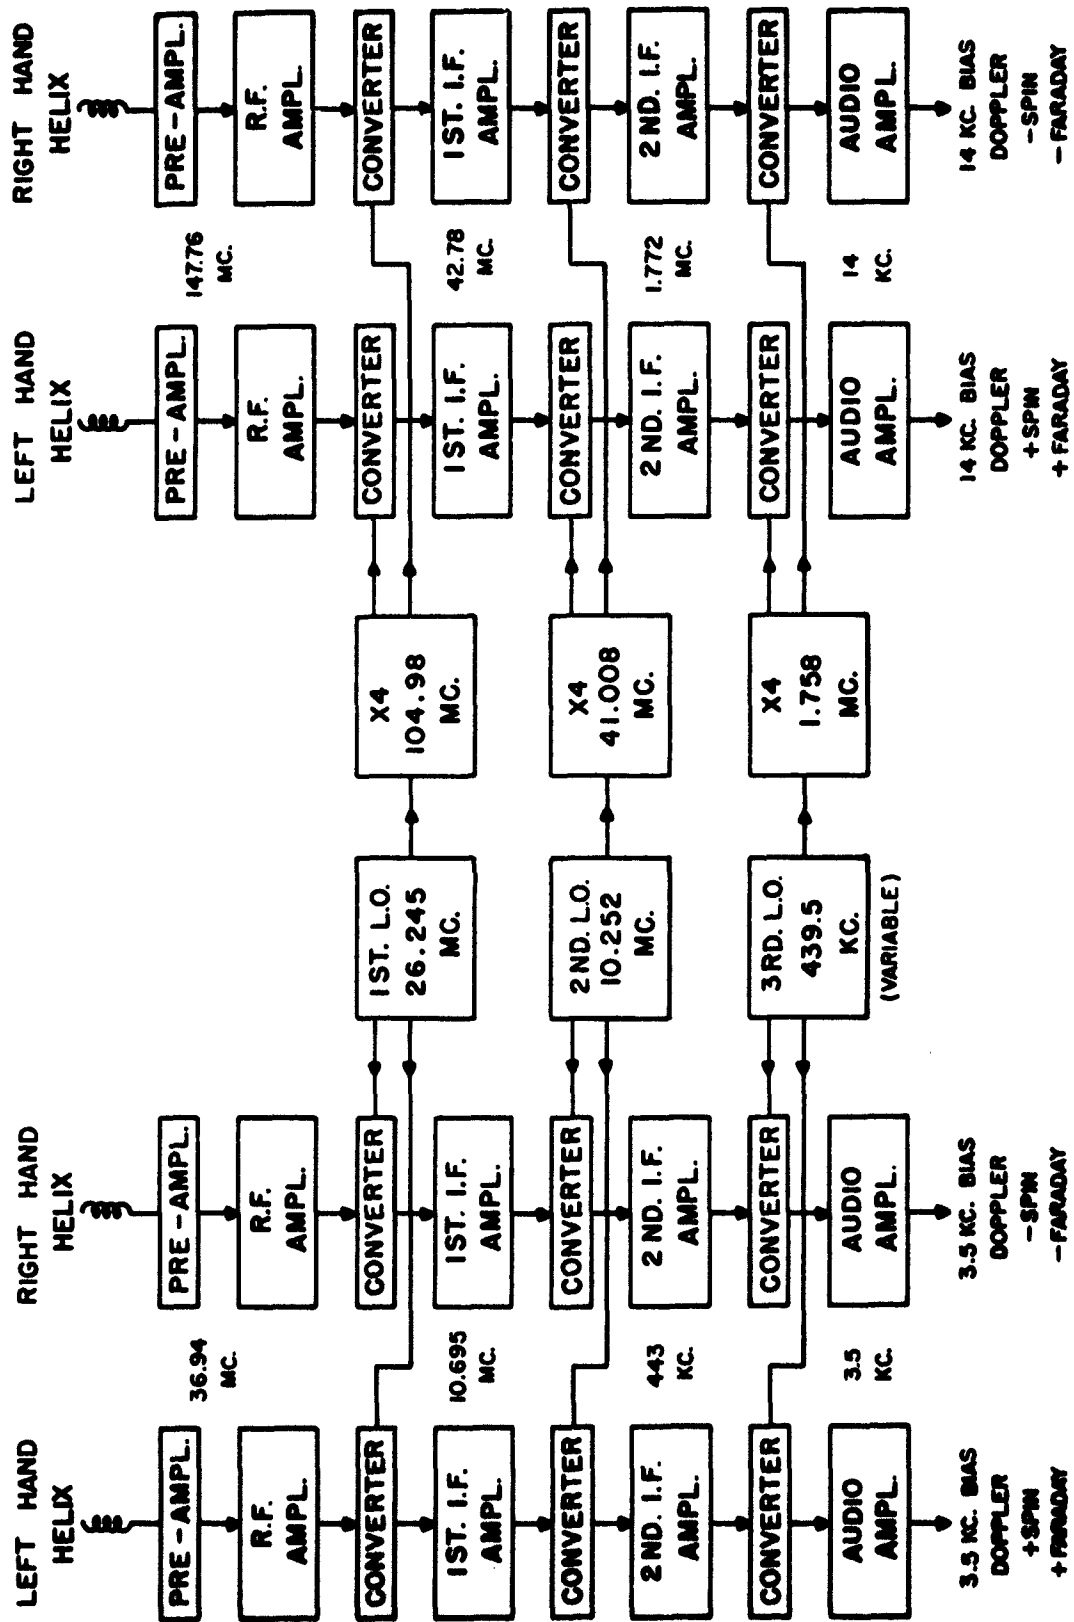 LEFT HAND
HELIX
PRE-AMPL.
R.F.
AMPL.
CONVERTER
1ST. I.F.
AMPL.
CONVERTER
2ND. I.F.
AMPL.
CONVERTER
AUDIO
AMPL.
3.5 KC. BIAS
DOPPLER
+SPIN
+FARADAY
36.94
MC.
10.695
MC.
443
KC.
3.5
KC.
RIGHT HAND
HELIX
PRE-AMPL.
R.F.
AMPL.
CONVERTER
1ST. I.F.
AMPL.
CONVERTER
2ND. I.F.
AMPL.
CONVERTER
AUDIO
AMPL.
3.5 KC. BIAS
DOPPLER
-SPIN
-FARADAY
1ST. L.O.
26.245
MC.
2ND. L.O.
10.252
MC.
3RD. L.O.
439.5
KC.
(VARIABLE)
X4
104.98
MC.
X4
41.008
MC.
X4
1.758
MC.
LEFT HAND
HELIX
PRE-AMPL.
R.F.
AMPL.
CONVERTER
1ST. I.F.
AMPL.
CONVERTER
2ND. I.F.
AMPL.
CONVERTER
AUDIO
AMPL.
14 KC. BIAS
DOPPLER
+SPIN
+FARADAY
147.76
MC.
42.78
MC.
1.772
MC.
14
KC.
RIGHT HAND
HELIX
PRE-AMPL.
R.F.
AMPL.
CONVERTER
1ST. I.F.
AMPL.
CONVERTER
2ND. I.F.
AMPL.
CONVERTER
AUDIO
AMPL.
14 KC. BIAS
DOPPLER
-SPIN
-FARADAY